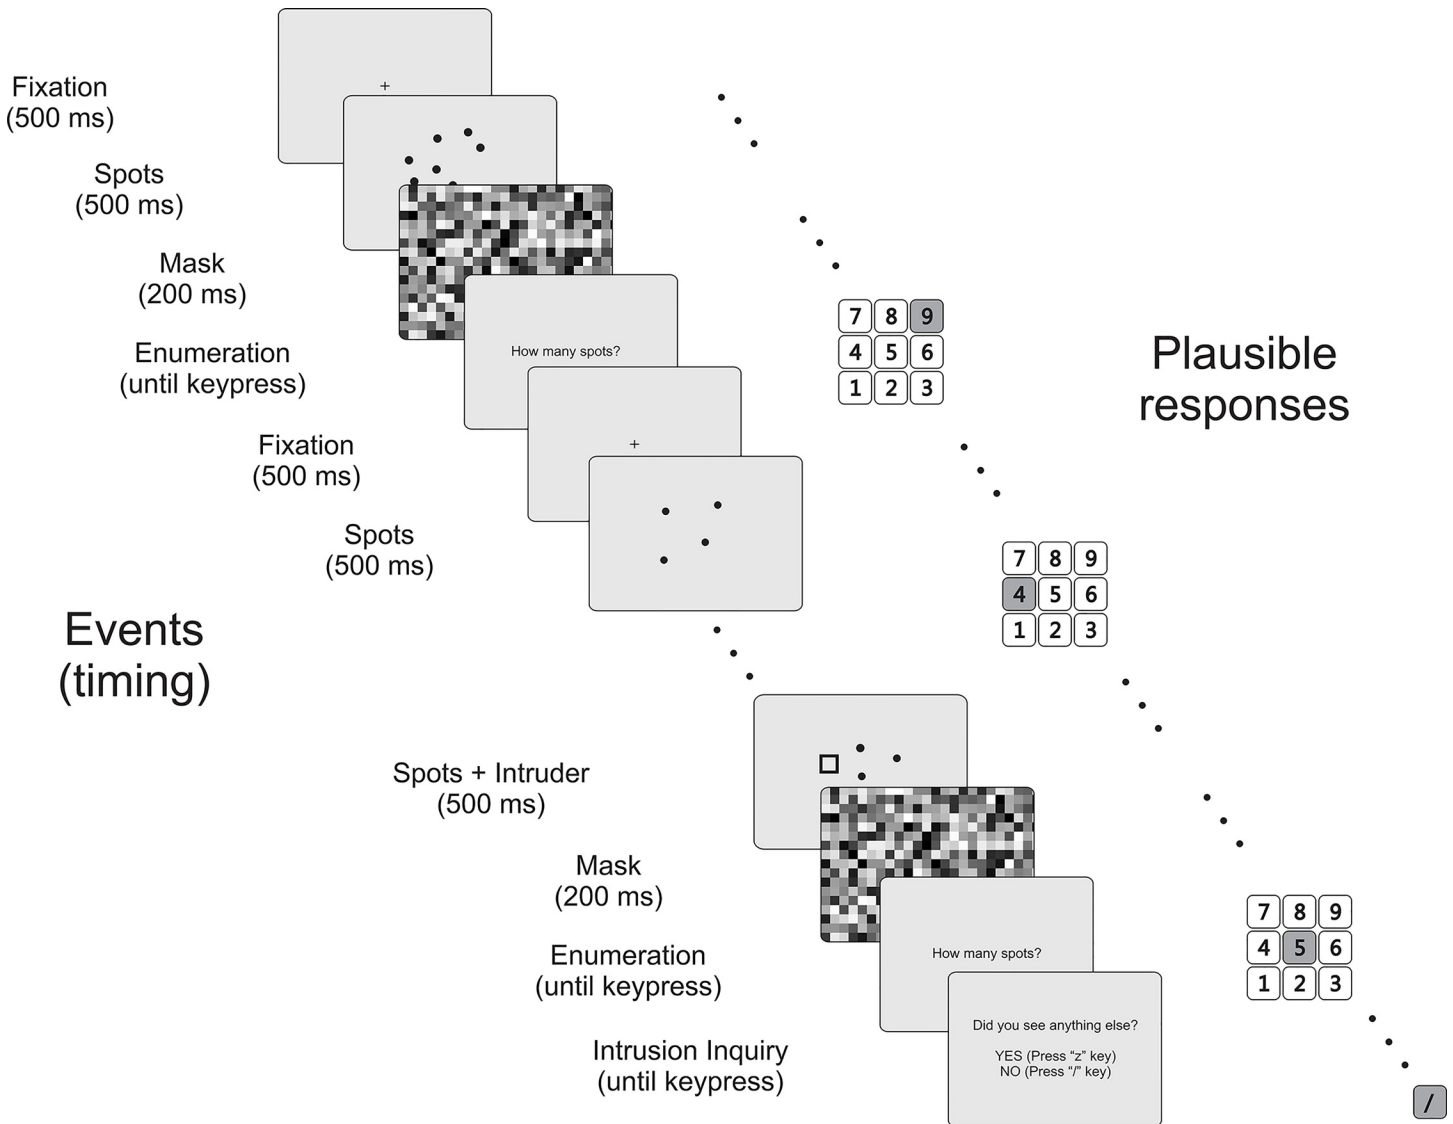 Fixation
(500 ms)
+
Spots
(500 ms)
Mask
(200 ms)
Enumeration
(until keypress)
How many spots?
7 8 9
4 5 6
1 2 3
Plausible
responses
Fixation
(500 ms)
+
Spots
(500 ms)
7 8 9
4 5 6
1 2 3
Events
(timing)
Spots + Intruder
(500 ms)
Mask
(200 ms)
Enumeration
(until keypress)
How many spots?
7 8 9
4 5 6
1 2 3
Intrusion Inquiry
(until keypress)
Did you see anything else?
YES (Press “z” key)
NO (Press “/” key)
/